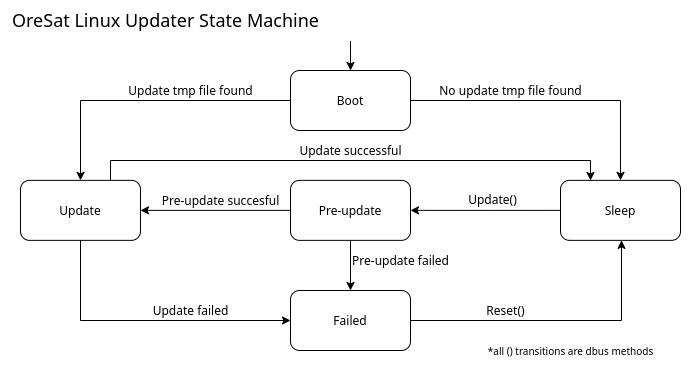 OreSat Linux Updater State Machine
Update tmp file found
Boot
No update tmp file found
Update successful
Update
Pre-update succesful
Pre-update
Update()
Sleep
Pre-update failed
Update failed
Failed
Reset()
*all () transitions are dbus methods